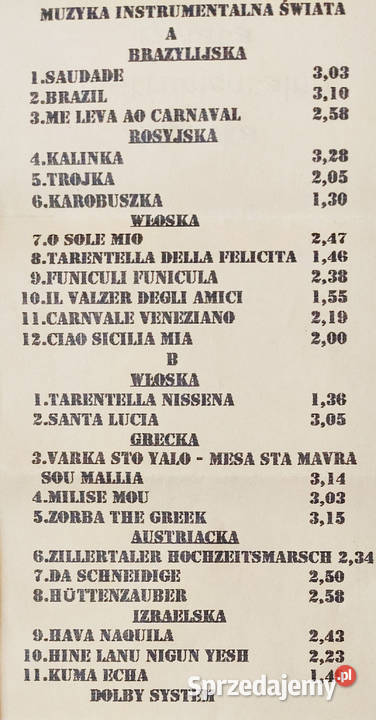 MUZYKA INSTRUMENTALNA ŚWIATA
A
BRAZYLIJSKA
1.SAUDADE 3,03
2.BRAZIL 3,10
3.ME LEVA AO CARNAVAL 2,58
ROSYJSKA
4.KALINKA 3,28
5.TROJKA 2,05
6.KAROBUSZKA 1,30
WŁOSKA
7.O SOLE MIO 2,47
8.TARENTELLA DELLA FELICITA 1,46
9.FUNICULI FUNICULA 2,38
10.IL VALZER DEGLI AMICI 1,55
11.CARNVALE VENEZIANO 2,19
12.CIAO SICILIA MIA 2,00
B
WŁOSKA
1.TARENTELLA NISSENA 1,36
2.SANTA LUCIA 3,05
GRECKA
3.VARKA STO YALO - MESA STA MAVRA
SOU MALLIA 3,14
4.MILISE MOU 3,03
5.ZORBA THE GREEK 3,15
AUSTRIACKA
6.ZILLERTALER HOCHZEITSMARSCH 2,34
7.DA SCHNEIDIGE 2,50
8.HÜTTENZAUBER 2,58
IZRAELSKA
9.HAVA NAQUILA 2,43
10.HINE LANU NIGUN YESH 2,23
11.KUMA ECHA
DOLBY SYSTEM
Sprzedajemy.pl